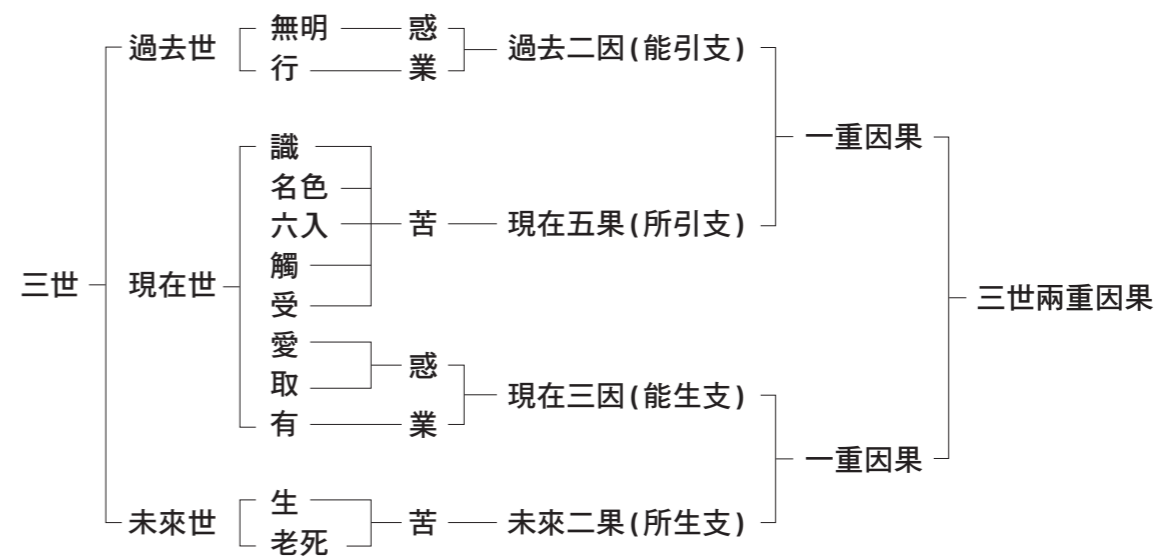 無明 惑
過去世 過去二因(能引支)
行 業
一重因果
識
名色
六入 苦 現在五果(所引支)
觸
三世 現在世 三世兩重因果
受
愛
惑
取 現在三因(能生支)
有 業
一重因果
生
未來世 苦 未來二果(所生支)
老死